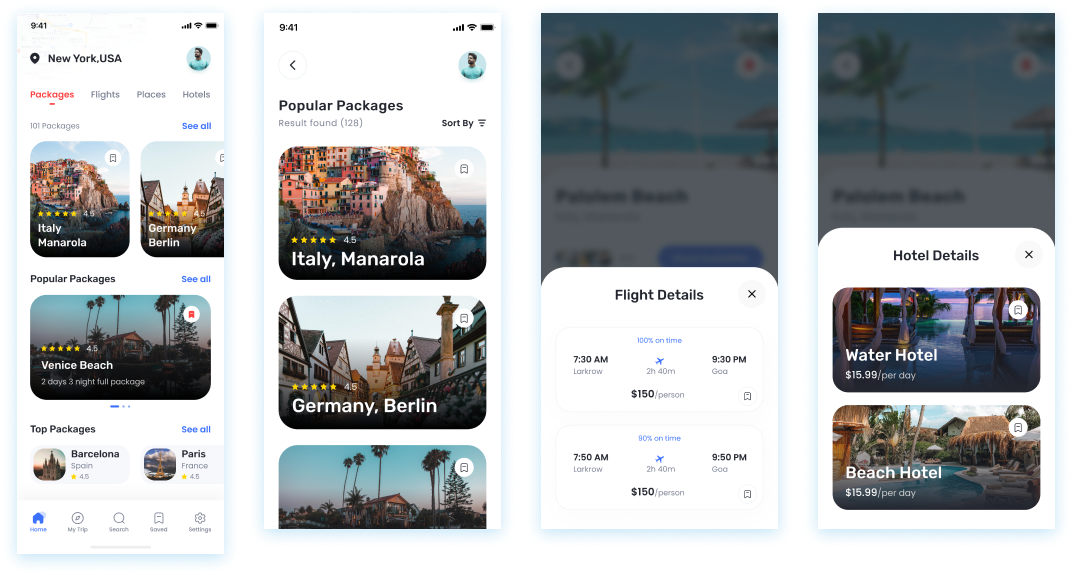 9:41
New York,USA
Packages
Flights
Places
Hotels
101 Packages
See all
4.5
Italy
Manarola
4.5
Germany
Berlin
Popular Packages
See all
4.5
Venice Beach
2 days 3 night full package
Top Packages
See all
Barcelona
Spain
4.5
Paris
France
4.5
Home
My Trip
Search
Saved
Settings
9:41
Popular Packages
Result found (128)
Sort By
4.5
Italy, Manarola
4.5
Germany, Berlin
Palolem Beach
Flight Details
100% on time
7:30 AM
9:30 PM
Larkrow
2h 40m
Goa
$150/person
90% on time
7:50 AM
9:50 PM
Larkrow
2h 40m
Goa
$150/person
Palolem Beach
Hotel Details
Water Hotel
$15.99/per day
Beach Hotel
$15.99/per day